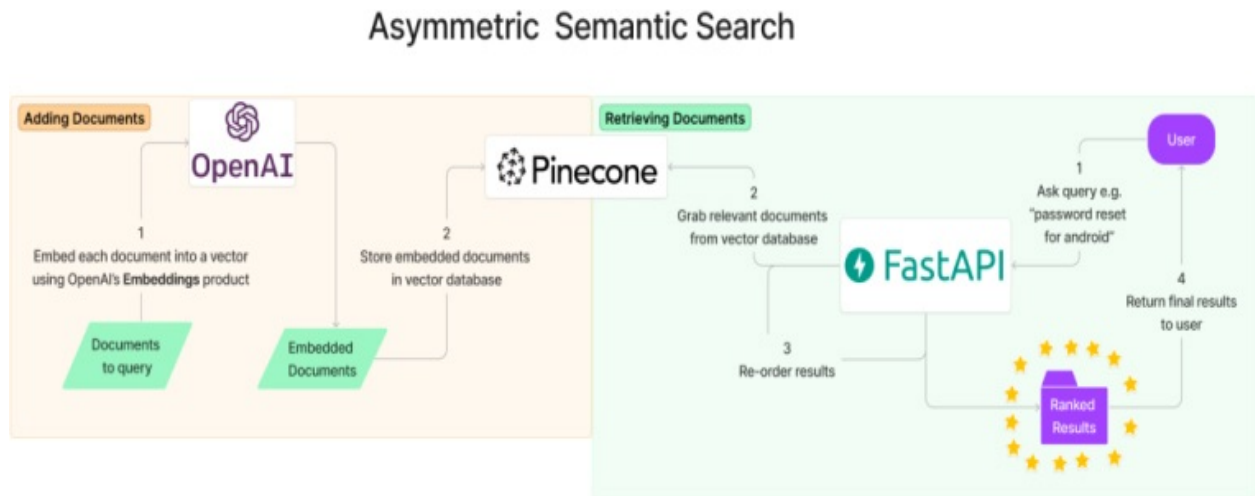 Asymmetric Semantic Search
Adding Documents
OpenAI
1
Embed each document into a vector
using OpenAI's Embeddings product
Documents
to query
Embedded
Documents
2
Store embedded documents
in vector database
Pinecone
Retrieving Documents
User
1
Ask query e.g.
"password reset
for android"
FastAPI
2
Grab relevant documents
from vector database
3
Re-order results
Ranked
Results
4
Return final results
to user